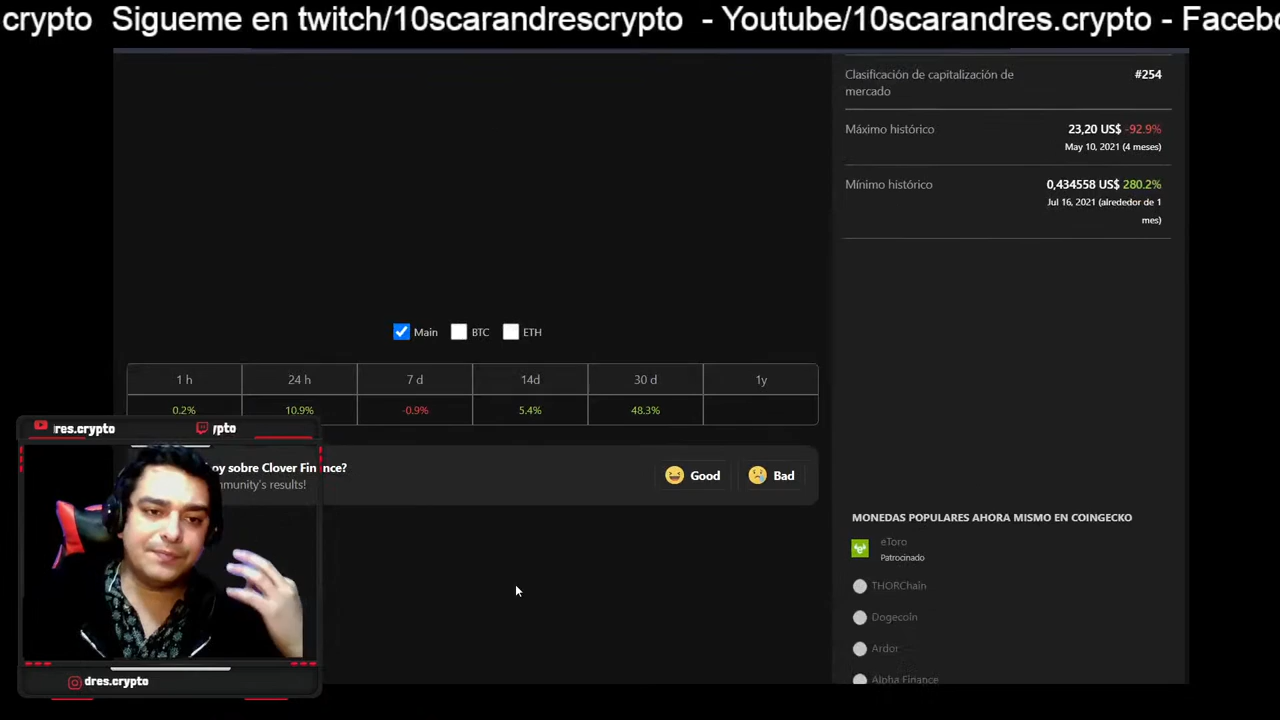 crypto Sigueme en twitch/10scarandrescrypto - Youtube/10scarandres.crypto - Facebo
Clasificación de capitalización de
mercado
#254
Máximo histórico
23,20 US$ -92.9%
May 10, 2021 (4 meses)
Mínimo histórico
0,434558 US$ 280.2%
Jul 16, 2021 (alrededor de 1
mes)
Main BTC ETH
1 h 24 h 7 d 14d 30 d 1y
0.2% 10.9% -0.9% 5.4% 48.3%
res.crypto
ypto
oy sobre Clover Finance?
mmunity's results!
Good Bad
MONEDAS POPULARES AHORA MISMO EN COINGECKO
eToro
Patrocinado
THORChain
Dogecoin
Ardor
Alpha Finance
dres.crypto